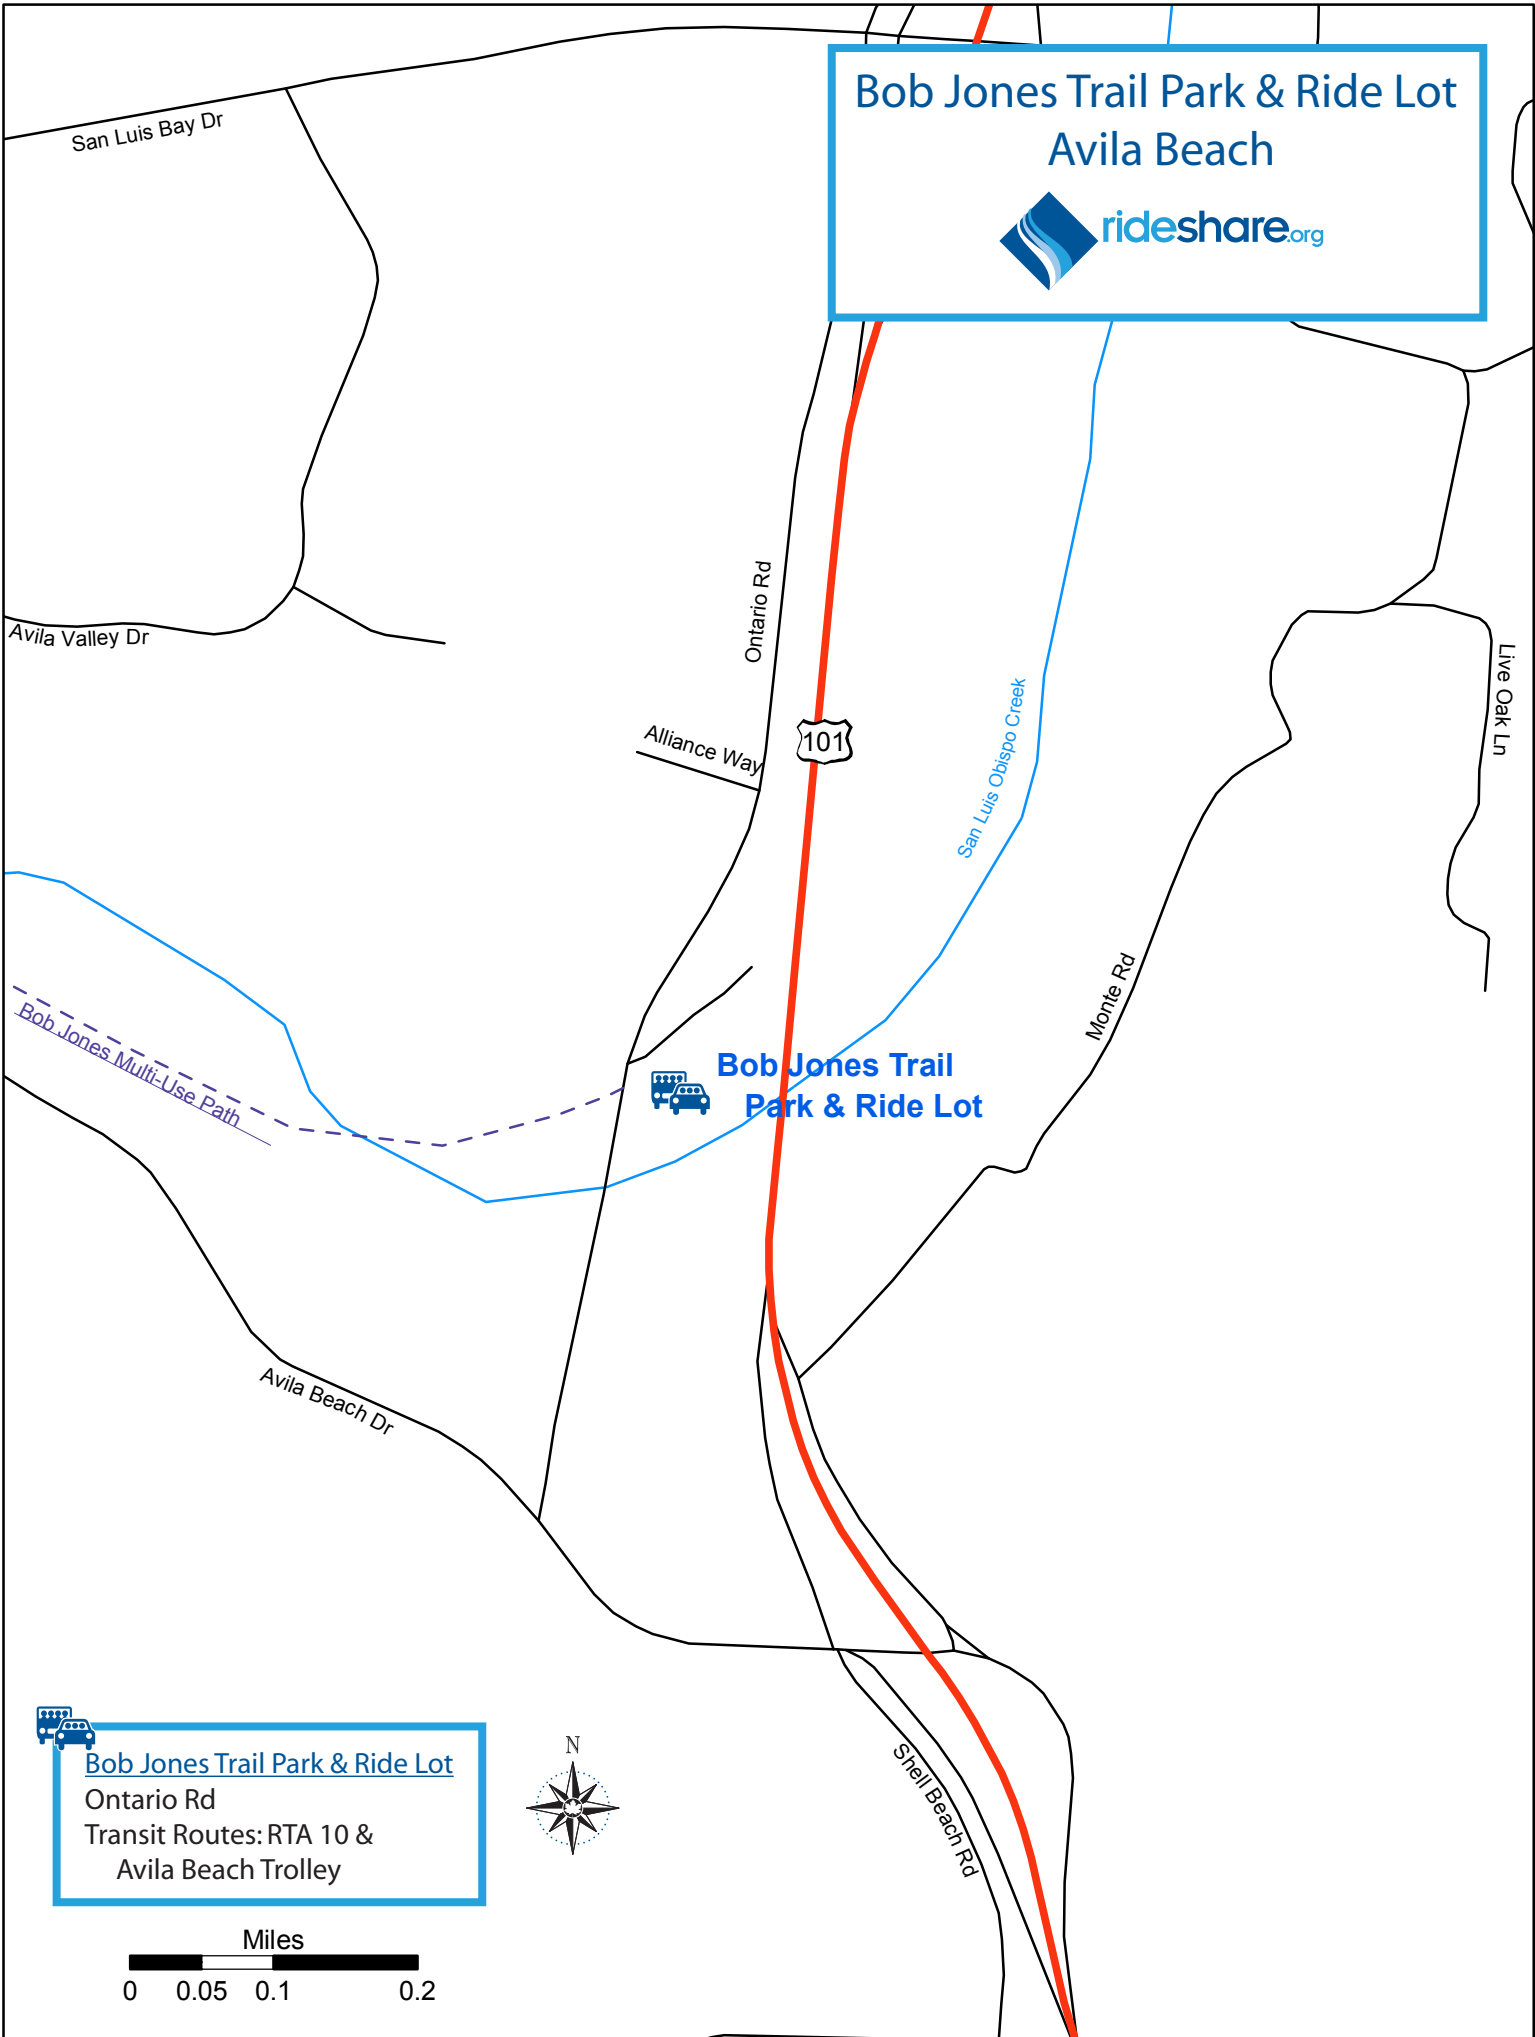 Bob Jones Trail Park & Ride Lot
Avila Beach
rideshare.org
San Luis Bay Dr
Ontario Rd
Avila Valley Dr
Live Oak Ln
Alliance Way
101
San Luis Obispo Creek
Monte Rd
Bob Jones Multi-Use Path
Bob Jones Trail
Park & Ride Lot
Avila Beach Dr
Shell Beach Rd
Bob Jones Trail Park & Ride Lot
Ontario Rd
Transit Routes: RTA 10 &
Avila Beach Trolley
N
Miles
0 0.05 0.1 0.2